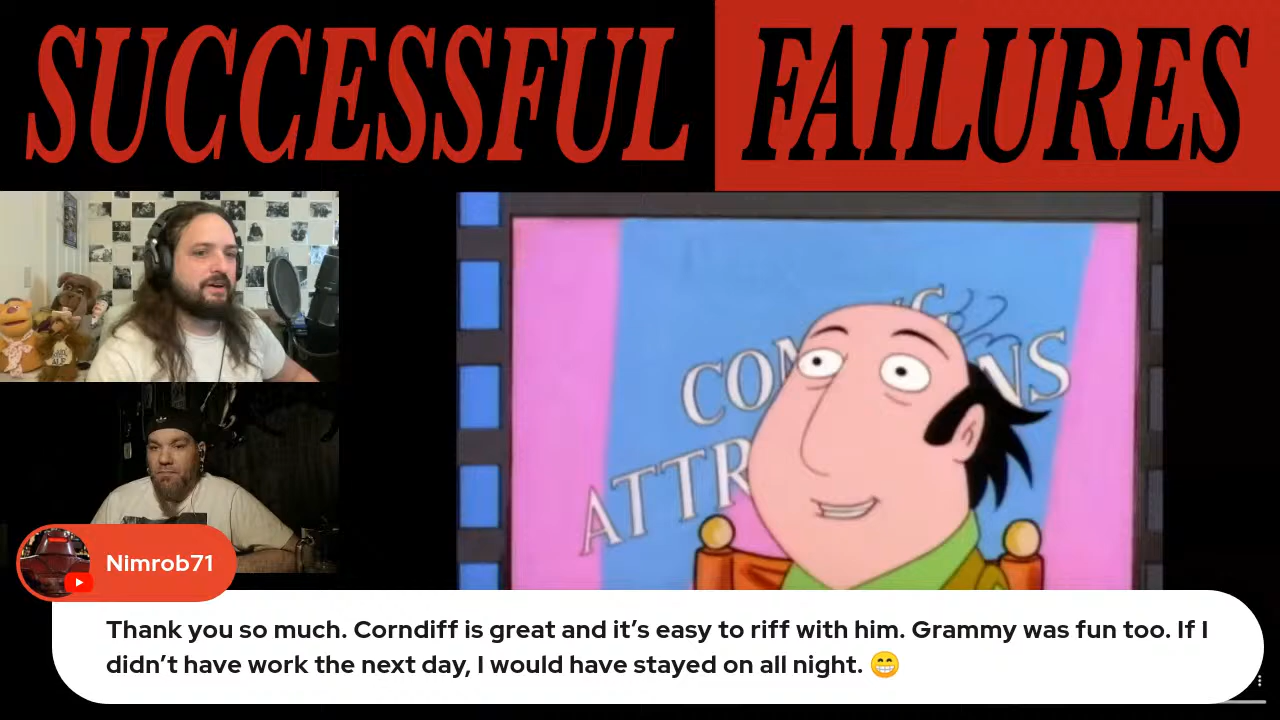 SUCCESSFUL FAILURES
ATTR
Nimrob71
Thank you so much. Corndiff is great and it’s easy to riff with him. Grammy was fun too. If I
didn’t have work the next day, I would have stayed on all night. 😁